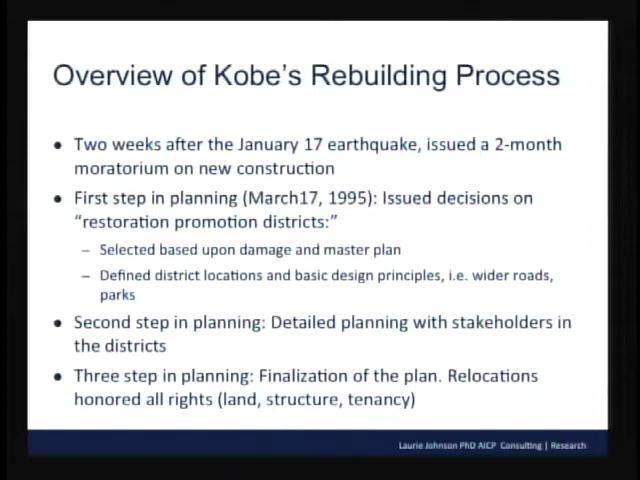 Overview of Kobe's Rebuilding Process
● Two weeks after the January 17 earthquake, issued a 2-month
moratorium on new construction
● First step in planning (March17, 1995): Issued decisions on
"restoration promotion districts:"
– Selected based upon damage and master plan
– Defined district locations and basic design principles, i.e. wider roads,
parks
● Second step in planning: Detailed planning with stakeholders in
the districts
● Three step in planning: Finalization of the plan. Relocations
honored all rights (land, structure, tenancy)
Laurie Johnson PhD AICP Consulting | Research